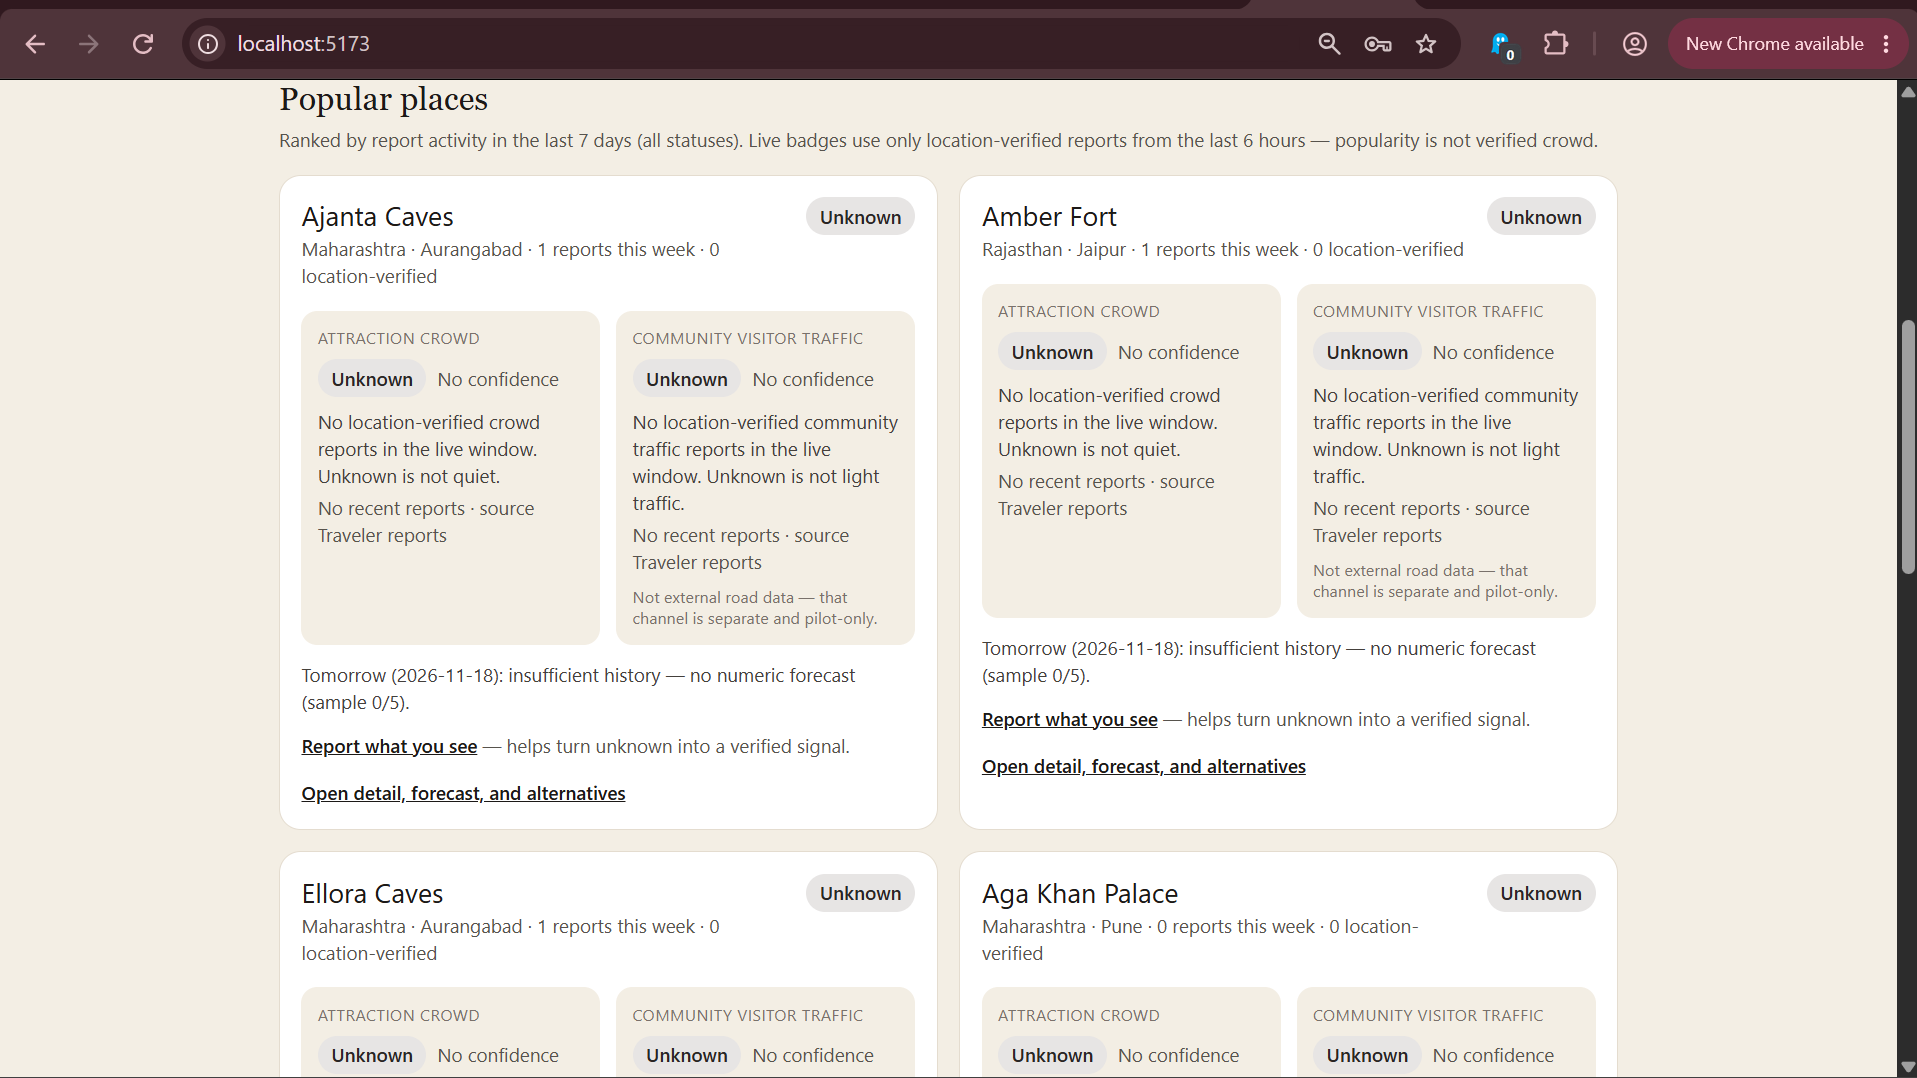 localhost:5173
0
New Chrome available
Popular places
Ranked by report activity in the last 7 days (all statuses). Live badges use only location-verified reports from the last 6 hours — popularity is not verified crowd.
Ajanta Caves
Unknown
Maharashtra · Aurangabad · 1 reports this week · 0
location-verified
ATTRACTION CROWD
Unknown No confidence
No location-verified crowd
reports in the live window.
Unknown is not quiet.
No recent reports · source
Traveler reports
COMMUNITY VISITOR TRAFFIC
Unknown No confidence
No location-verified community
traffic reports in the live
window. Unknown is not light
traffic.
No recent reports · source
Traveler reports
Not external road data — that
channel is separate and pilot-only.
Tomorrow (2026-11-18): insufficient history — no numeric forecast
(sample 0/5).
Report what you see — helps turn unknown into a verified signal.
Open detail, forecast, and alternatives
Amber Fort
Unknown
Rajasthan · Jaipur · 1 reports this week · 0 location-verified
ATTRACTION CROWD
Unknown No confidence
No location-verified crowd
reports in the live window.
Unknown is not quiet.
No recent reports · source
Traveler reports
COMMUNITY VISITOR TRAFFIC
Unknown No confidence
No location-verified community
traffic reports in the live
window. Unknown is not light
traffic.
No recent reports · source
Traveler reports
Not external road data — that
channel is separate and pilot-only.
Tomorrow (2026-11-18): insufficient history — no numeric forecast
(sample 0/5).
Report what you see — helps turn unknown into a verified signal.
Open detail, forecast, and alternatives
Ellora Caves
Unknown
Maharashtra · Aurangabad · 1 reports this week · 0
location-verified
ATTRACTION CROWD
Unknown No confidence
COMMUNITY VISITOR TRAFFIC
Unknown No confidence
Aga Khan Palace
Unknown
Maharashtra · Pune · 0 reports this week · 0 location-
verified
ATTRACTION CROWD
Unknown No confidence
COMMUNITY VISITOR TRAFFIC
Unknown No confidence